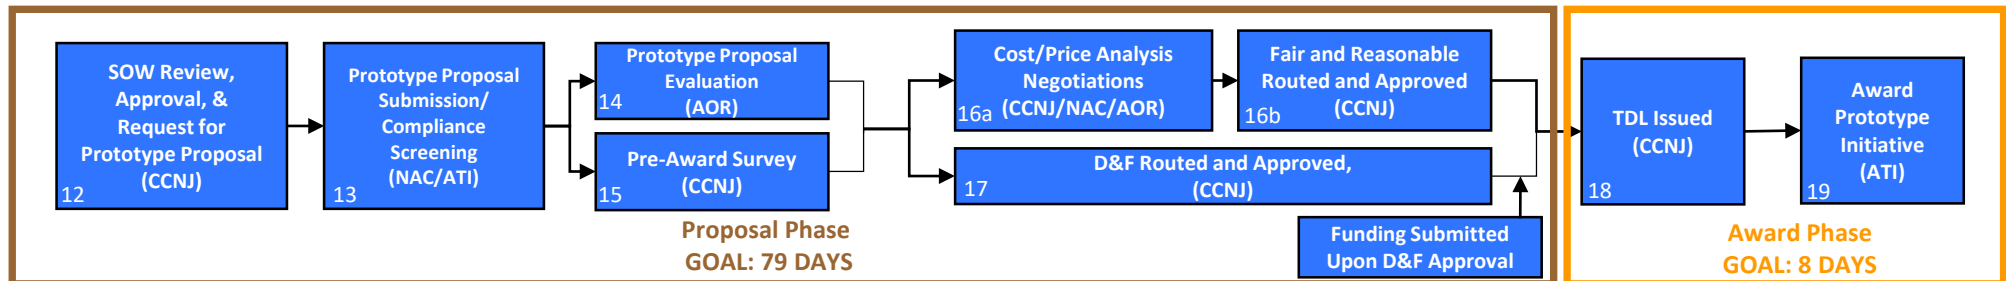 SOW Review,
Approval, &
Request for
Prototype Proposal
(CCNJ)
12
Prototype Proposal
Submission/
Compliance
Screening
(NAC/ATI)
13
Prototype Proposal
Evaluation
(AOR)
14
Pre-Award Survey
(CCNJ)
15
Cost/Price Analysis
Negotiations
(CCNJ/NAC/AOR)
16a
Fair and Reasonable
Routed and Approved
(CCNJ)
16b
D&F Routed and Approved,
(CCNJ)
17
Funding Submitted
Upon D&F Approval
Proposal Phase
GOAL: 79 DAYS
TDL Issued
(CCNJ)
18
Award
Prototype
Initiative
(ATI)
19
Award Phase
GOAL: 8 DAYS